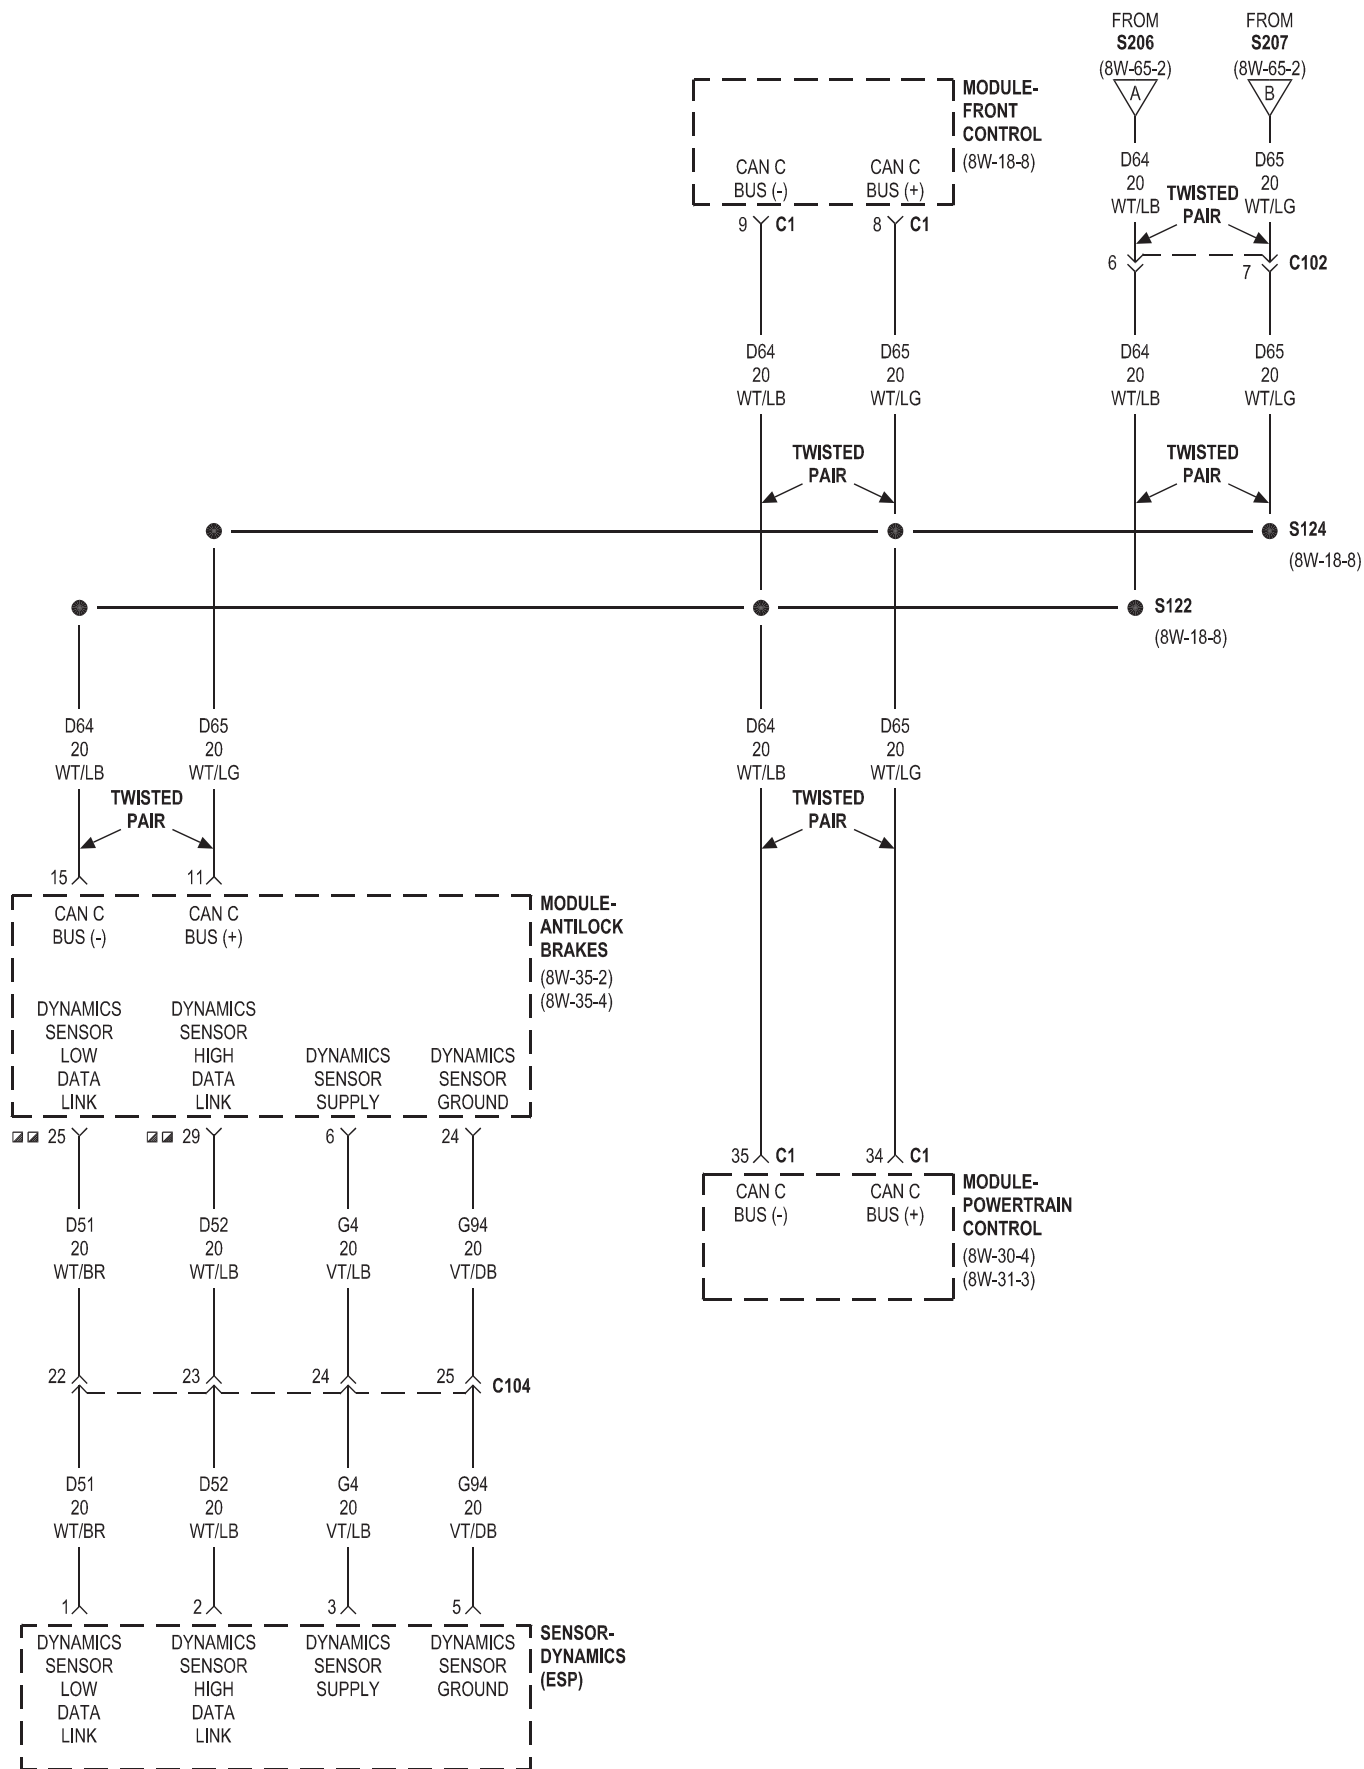 FROM
S206
(8W-65-2)
A
FROM
S207
(8W-65-2)
B
MODULE-
FRONT
CONTROL
(8W-18-8)
CAN C
BUS (-)
CAN C
BUS (+)
9 C1
8 C1
D64
20
WT/LB
D65
20
WT/LG
TWISTED
PAIR
6
7
C102
D64
20
WT/LB
D65
20
WT/LG
D64
20
WT/LB
D65
20
WT/LG
TWISTED
PAIR
TWISTED
PAIR
S124
(8W-18-8)
S122
(8W-18-8)
D64
20
WT/LB
D65
20
WT/LG
D64
20
WT/LB
D65
20
WT/LG
TWISTED
PAIR
TWISTED
PAIR
15
11
CAN C
BUS (-)
CAN C
BUS (+)
MODULE-
ANTILOCK
BRAKES
(8W-35-2)
(8W-35-4)
DYNAMICS
SENSOR
LOW
DATA
LINK
DYNAMICS
SENSOR
HIGH
DATA
LINK
DYNAMICS
SENSOR
SUPPLY
DYNAMICS
SENSOR
GROUND
25
29
6
24
35 C1
34 C1
CAN C
BUS (-)
CAN C
BUS (+)
MODULE-
POWERTRAIN
CONTROL
(8W-30-4)
(8W-31-3)
D51
20
WT/BR
D52
20
WT/LB
G4
20
VT/LB
G94
20
VT/DB
22
23
24
25
C104
D51
20
WT/BR
D52
20
WT/LB
G4
20
VT/LB
G94
20
VT/DB
1
2
3
5
DYNAMICS
SENSOR
LOW
DATA
LINK
DYNAMICS
SENSOR
HIGH
DATA
LINK
DYNAMICS
SENSOR
SUPPLY
DYNAMICS
SENSOR
GROUND
SENSOR-
DYNAMICS
(ESP)